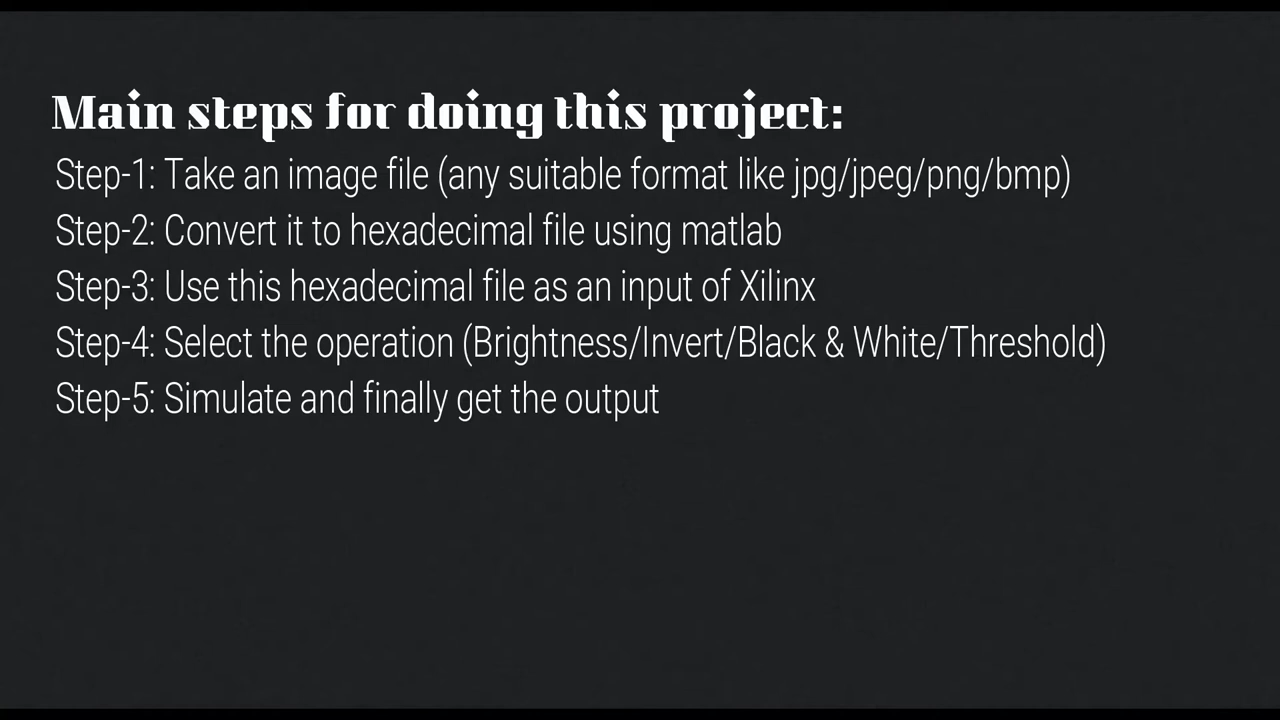 Main steps for doing this project:
Step-1: Take an image file (any suitable format like jpg/jpeg/png/bmp)
Step-2: Convert it to hexadecimal file using matlab
Step-3: Use this hexadecimal file as an input of Xilinx
Step-4: Select the operation (Brightness/Invert/Black & White/Threshold)
Step-5: Simulate and finally get the output